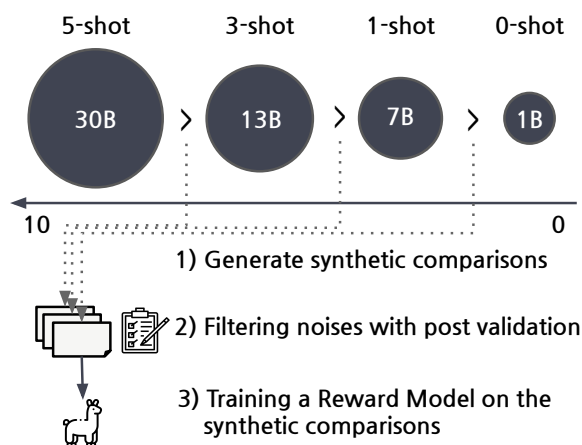 5-shot 3-shot 1-shot 0-shot
30B > 13B > 7B > 1B
10 0
1) Generate synthetic comparisons
2) Filtering noises with post validation
3) Training a Reward Model on the
synthetic comparisons